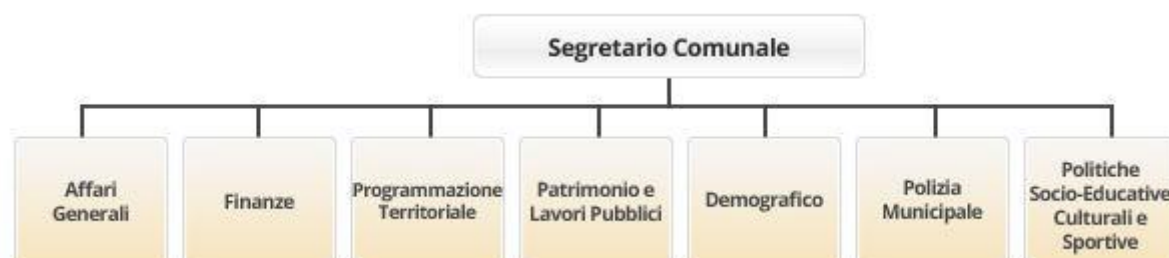 Segretario Comunale
Affari
Generali
Finanze
Programmazione
Territoriale
Patrimonio e
Lavori Pubblici
Demografico
Polizia
Municipale
Politiche
Socio-Educative
Culturali e
Sportive